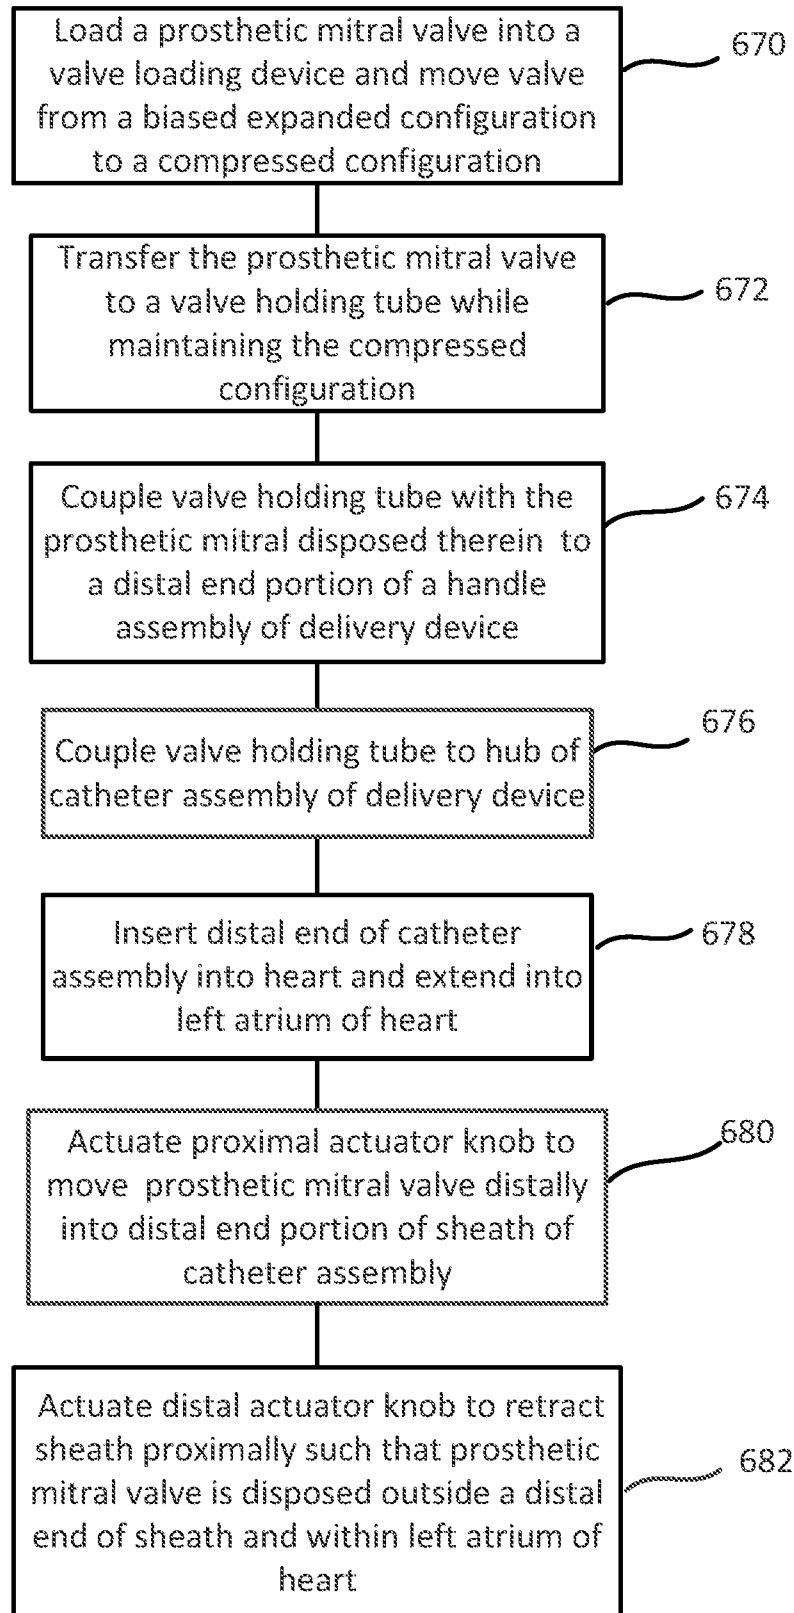 Load a prosthetic mitral valve into a
valve loading device and move valve
from a biased expanded configuration
to a compressed configuration
670
Transfer the prosthetic mitral valve
to a valve holding tube while
maintaining the compressed
configuration
672
Couple valve holding tube with the
prosthetic mitral disposed therein to
a distal end portion of a handle
assembly of delivery device
674
Couple valve holding tube to hub of
catheter assembly of delivery device
676
Insert distal end of catheter
assembly into heart and extend into
left atrium of heart
678
Actuate proximal actuator knob to
move prosthetic mitral valve distally
into distal end portion of sheath of
catheter assembly
680
Actuate distal actuator knob to retract
sheath proximally such that prosthetic
mitral valve is disposed outside a distal
end of sheath and within left atrium of
heart
682